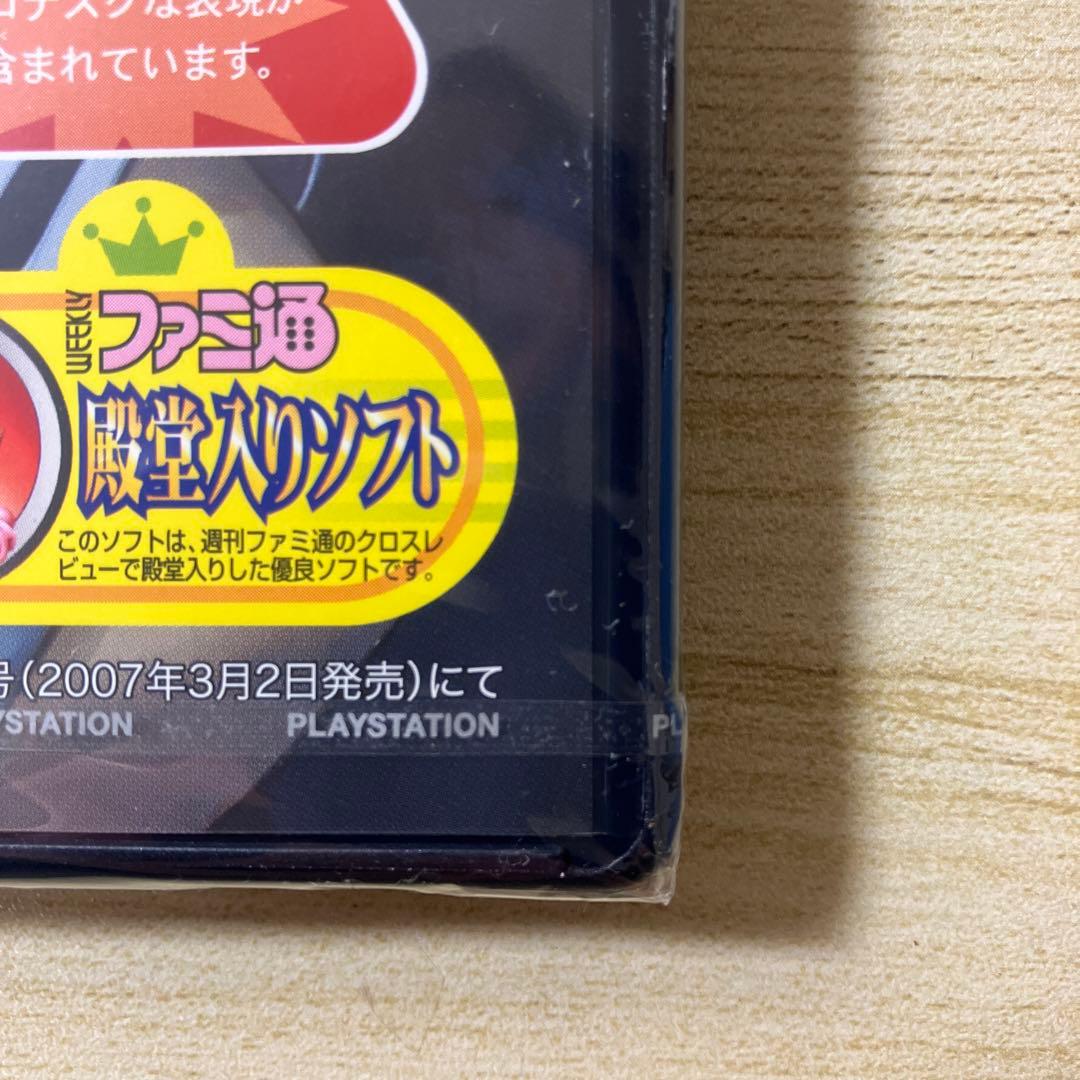 ロテスクな表現が
含まれています。
WEEKLY
ファミ通
殿堂入りソフト
このソフトは、週刊ファミ通のクロスレ
ビューで殿堂入りした優良ソフトです。
号(2007年3月2日発売)にて
YSTATION PLAYSTATION PL